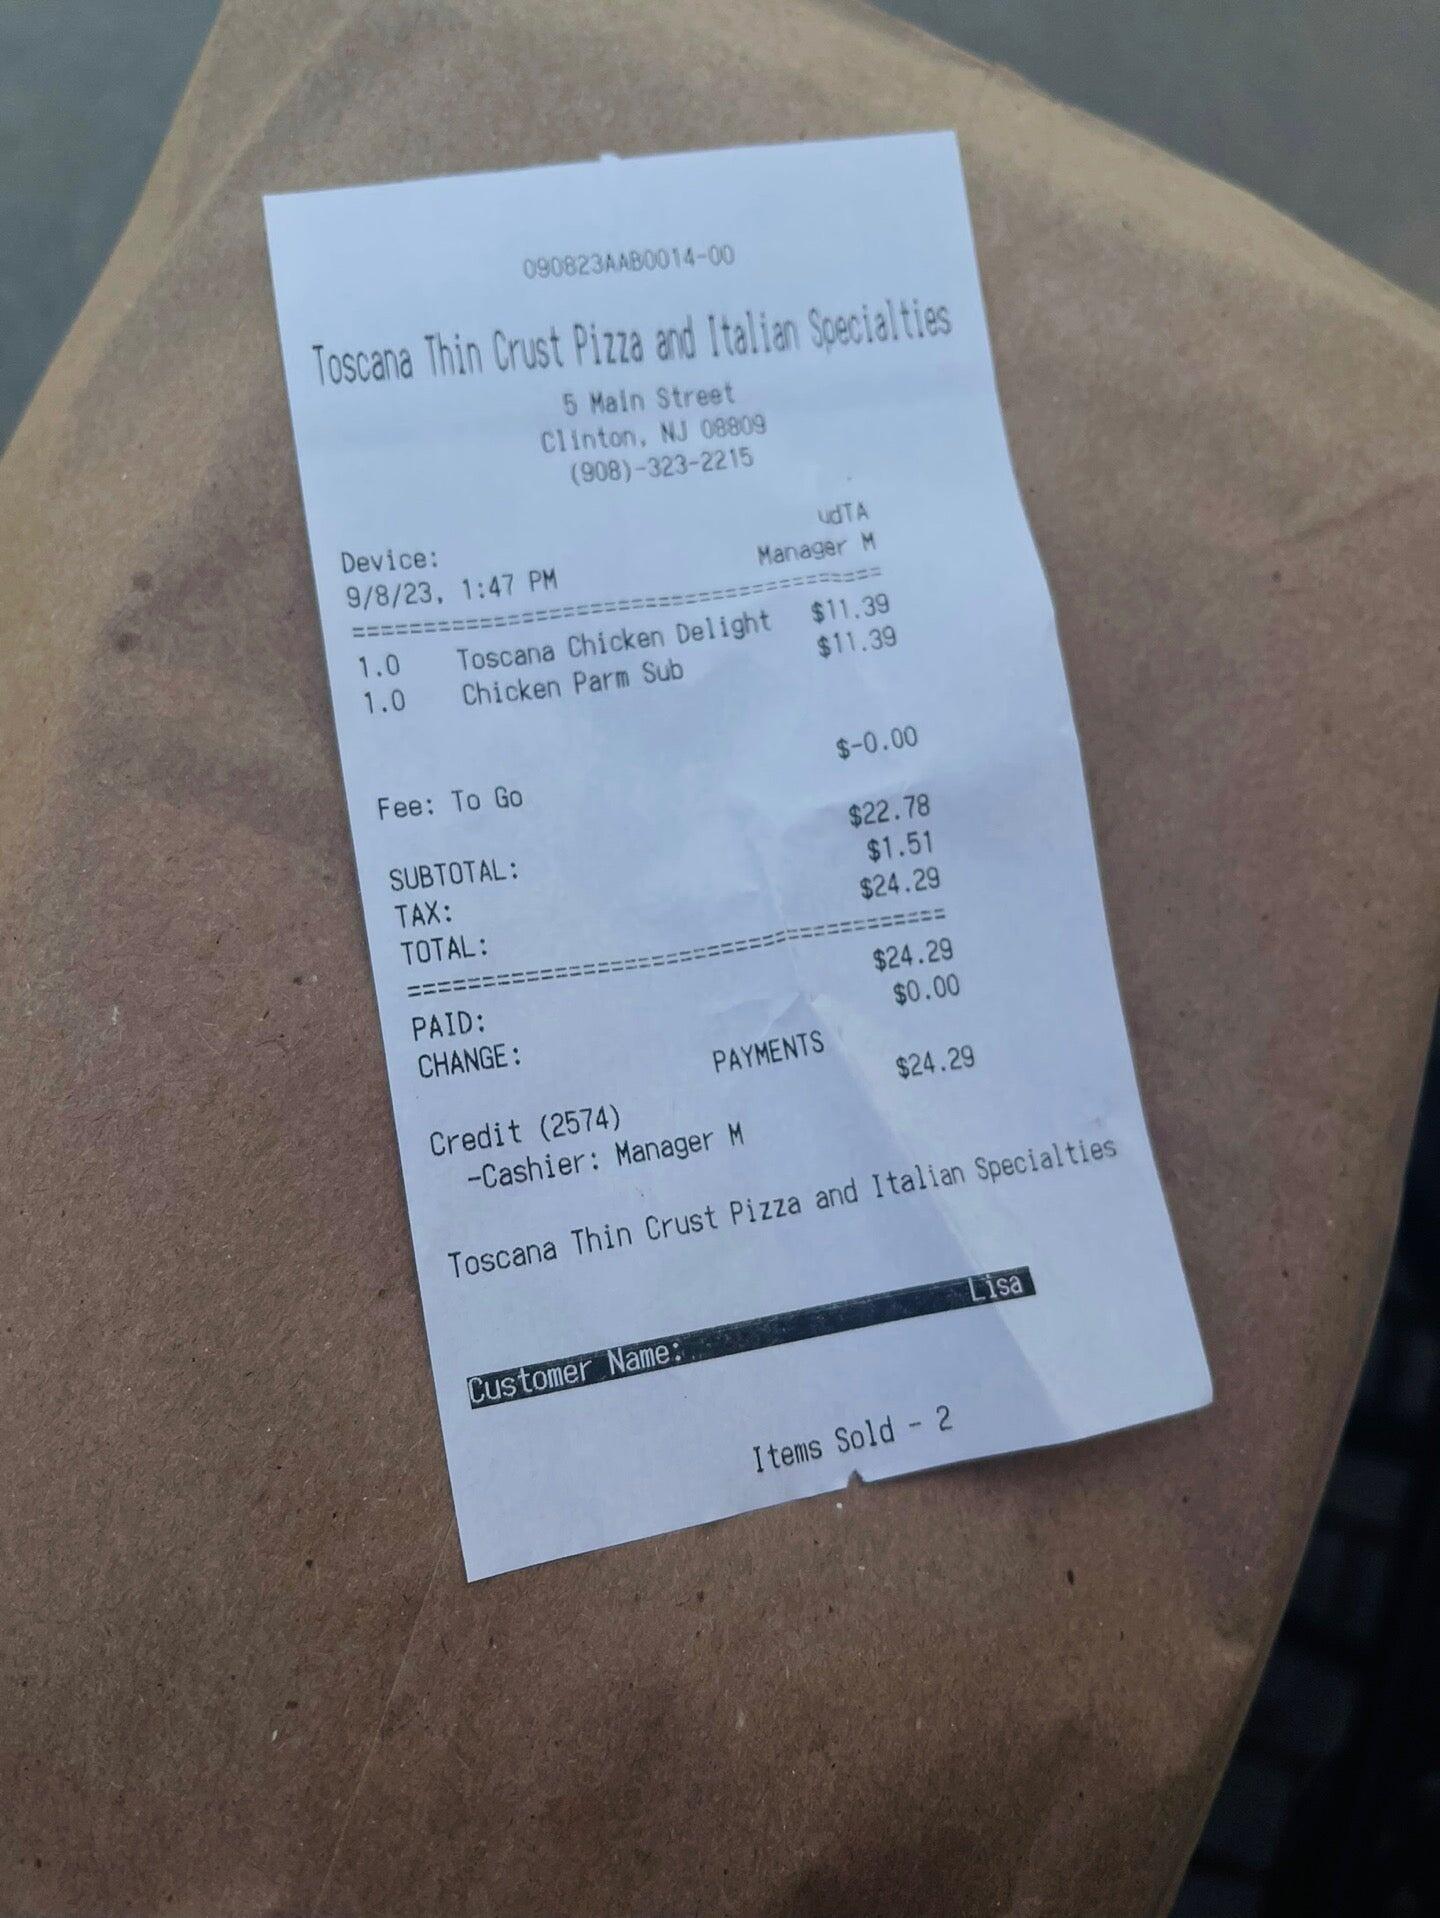 090823AAB0014-00
Toscana Thin Crust Pizza and Italian Specialties
5 Main Street
Clinton, NJ 08809
(908)-323-2215
Device: udTA
9/8/23, 1:47 PM Manager M
========================================
1.0 Toscana Chicken Delight $11.39
1.0 Chicken Parm Sub $11.39
Fee: To Go $-0.00
SUBTOTAL: $22.78
TAX: $1.51
TOTAL: $24.29
========================================
PAID: $24.29
CHANGE: $0.00
PAYMENTS
Credit (2574) $24.29
-Cashier: Manager M
Toscana Thin Crust Pizza and Italian Specialties
Customer Name: Lisa
Items Sold - 2